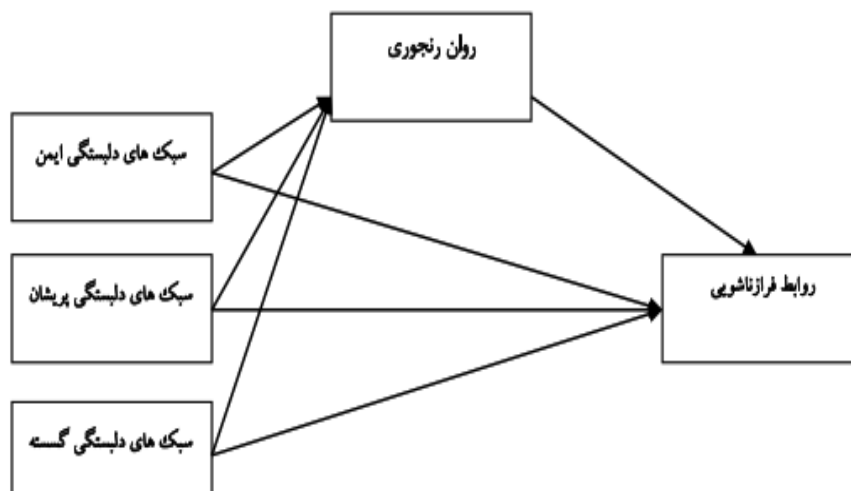 روان رنجوری
سبک های دلبستگی ایمن
سبک های دلبستگی پریشان
روابط فرازناشویی
سبک های دلبستگی گسسته